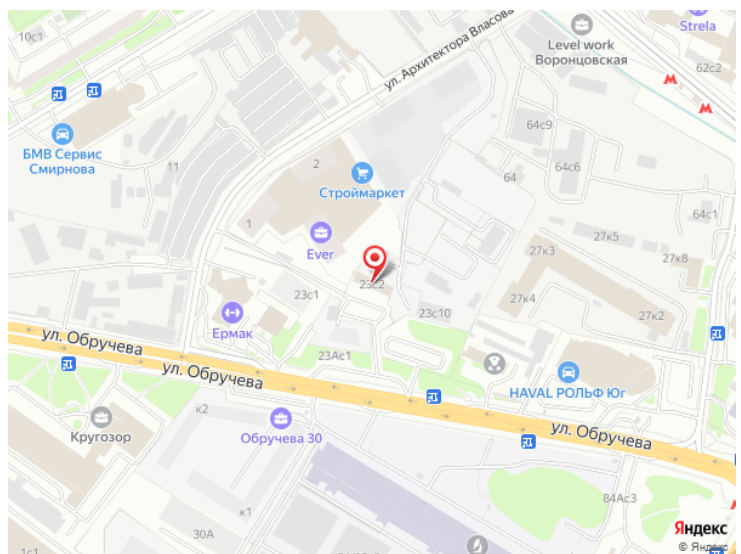 10с1
ул. Архитектора Власова
Strela
Level work
Воронцовская
62с2
БМВ Сервис
Смирнова
11
2
64с9
Строймаркет
64с6
64
1
64с1
Ever
27к3
27к5
27к8
23с2
23с1
27к4
23с10
27к2
Ермак
ул. Обручева
23Ас1
ул. Обручева
HAVAL РОЛЬФ Юг
к2
Кругозор
Обручева 30
ул. Обручева
к1
84Ас3
30А
Яндекс
© Яндекс